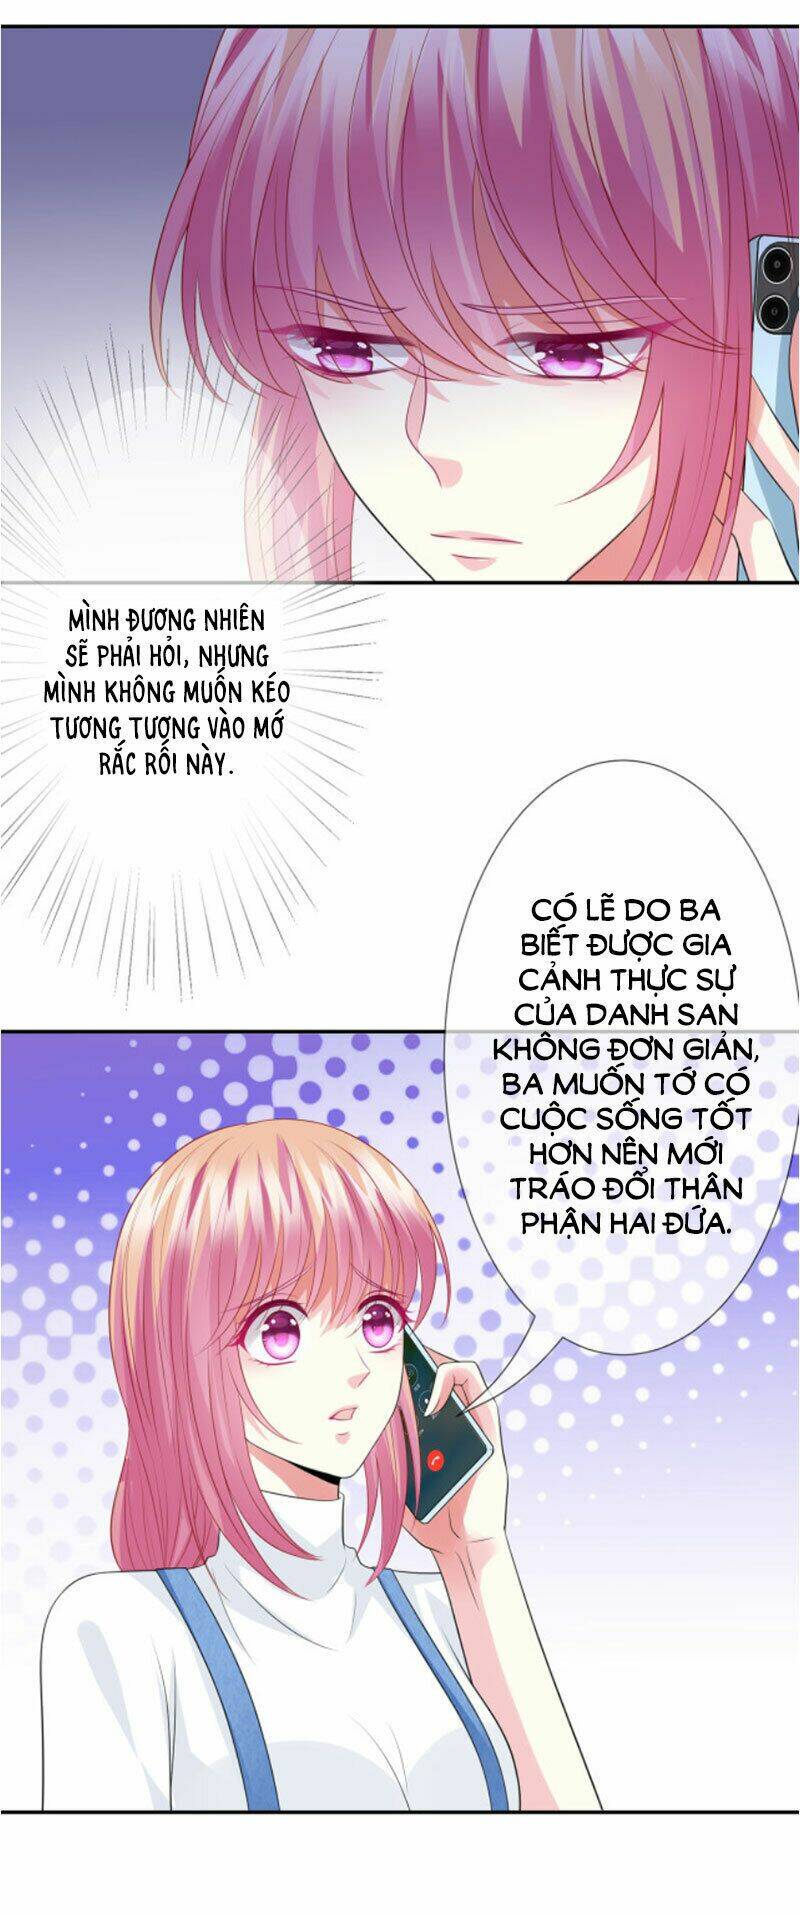 MÌNH ĐƯƠNG NHIÊN
SẼ PHẢI HỎI, NHƯNG
MÌNH KHÔNG MUỐN KÉO
TƯƠNG TƯỢNG VÀO MỚ
RẮC RỐI NÀY.
CÓ LẼ DO BA
BIẾT ĐƯỢC GIA
CẢNH THỰC SỰ
CỦA DANH SAN
KHÔNG ĐƠN GIẢN,
BA MUỐN TỚ CÓ
CUỘC SỐNG TỐT
HƠN NÊN MỚI
TRÁO ĐỔI THÂN
PHẬN HAI ĐỨA.